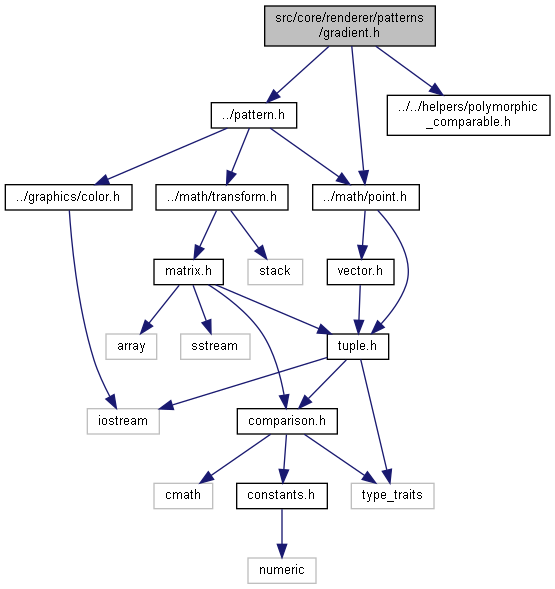 src/core/renderer/patterns
/gradient.h
../pattern.h
../../helpers/polymorphic
_comparable.h
../graphics/color.h
../math/transform.h
../math/point.h
matrix.h
stack
vector.h
array
sstream
tuple.h
iostream
comparison.h
cmath
constants.h
type_traits
numeric